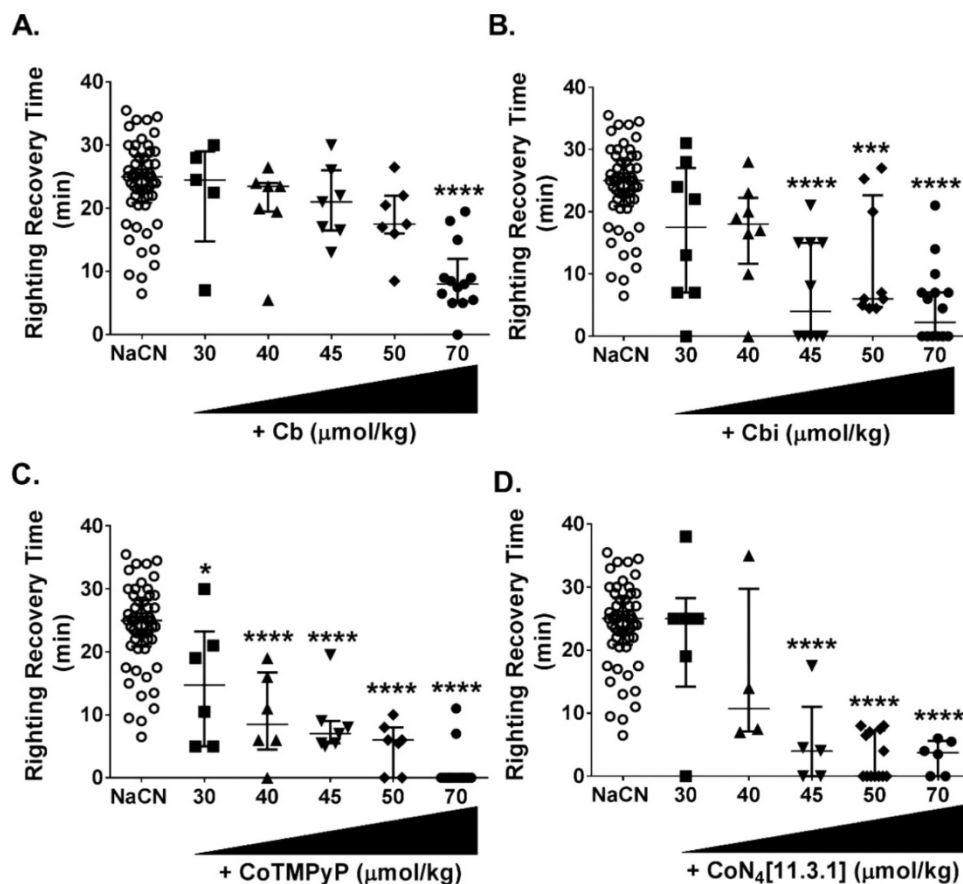 A.
Righting Recovery Time
(min)
40
30
20
10
0
****
NaCN 30 40 45 50 70
+ Cb (μmol/kg)
B.
Righting Recovery Time
(min)
40
30
20
10
0
**** *** ****
NaCN 30 40 45 50 70
+ Cbi (μmol/kg)
C.
Righting Recovery Time
(min)
40
30
20
10
0
* **** **** **** ****
NaCN 30 40 45 50 70
+ CoTMPyP (μmol/kg)
D.
Righting Recovery Time
(min)
40
30
20
10
0
**** **** ****
NaCN 30 40 45 50 70
+ CoN₄[11.3.1] (μmol/kg)